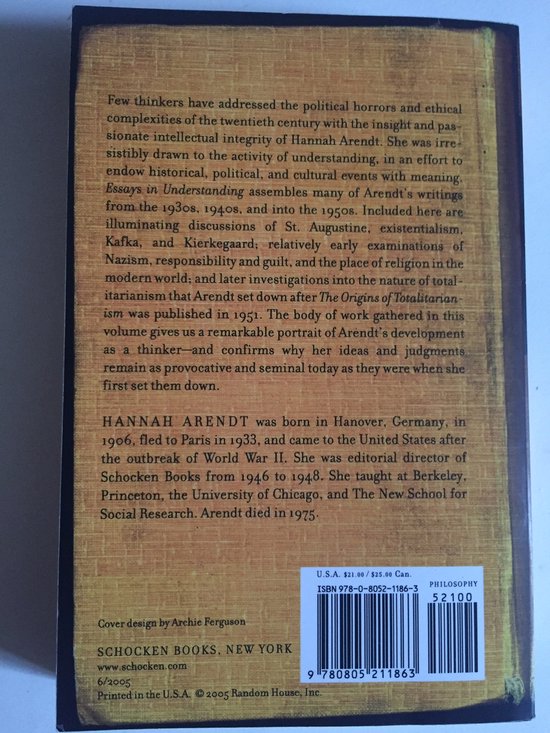 Few thinkers have addressed the political horrors and ethical
complexities of the twentieth century with the insight and pas-
sionate intellectual integrity of Hannah Arendt. She was irre-
sistibly drawn to the activity of understanding, in an effort to
endow historical, political, and cultural events with meaning.
Essays in Understanding assembles many of Arendt's writings
from the 1930s, 1940s, and into the 1950s. Included here are
illuminating discussions of St. Augustine, existentialism,
Kafka, and Kierkegaard; relatively early examinations of
Nazism, responsibility and guilt, and the place of religion in the
modern world; and later investigations into the nature of total-
itarianism that Arendt set down after The Origins of Totalitarian-
ism was published in 1951. The body of work gathered in this
volume gives us a remarkable portrait of Arendt's development
as a thinker—and confirms why her ideas and judgments
remain as provocative and seminal today as they were when she
first set them down.
HANNAH ARENDT was born in Hanover, Germany, in
1906, fled to Paris in 1933, and came to the United States after
the outbreak of World War II. She was editorial director of
Schocken Books from 1946 to 1948. She taught at Berkeley,
Princeton, the University of Chicago, and The New School for
Social Research. Arendt died in 1975.
U.S.A. $21.00 / $25.00 Can.
ISBN 978-0-8052-1186-3
PHILOSOPHY
52100
9 780805 211863
Cover design by Archie Ferguson
SCHOCKEN BOOKS, NEW YORK
www.schocken.com
6/2005
Printed in the U.S.A. © 2005 Random House, Inc.